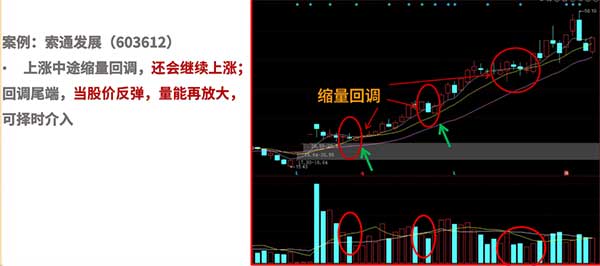 案例：索通发展（603612）
• 上涨中途缩量回调，还会继续上涨；
回调尾端，当股价反弹，量能再放大，
可择时介入
缩量回调
15.43